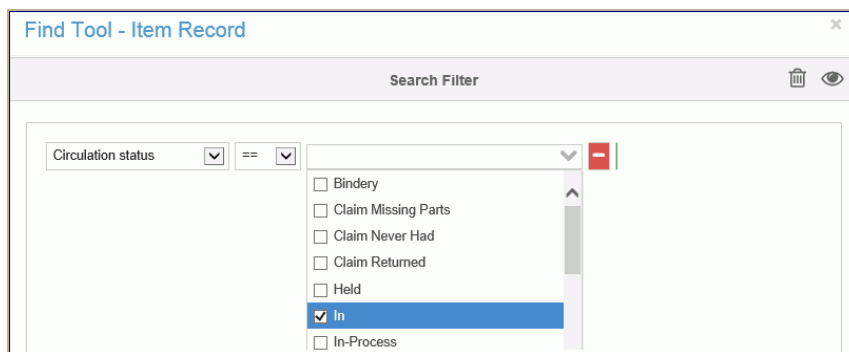 Find Tool - Item Record
Search Filter
Circulation status ==
Bindery
Claim Missing Parts
Claim Never Had
Claim Returned
Held
In
In-Process